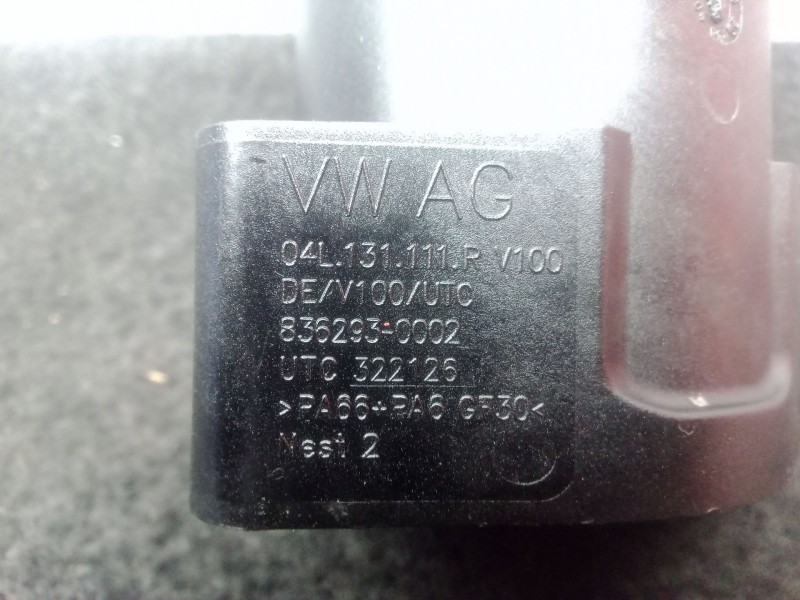 VW AG
04L.131.111.R V100
DE/V100/UTC
836293-0002
UTC 322126
>PA66+PA6 GF30<
Nest 2